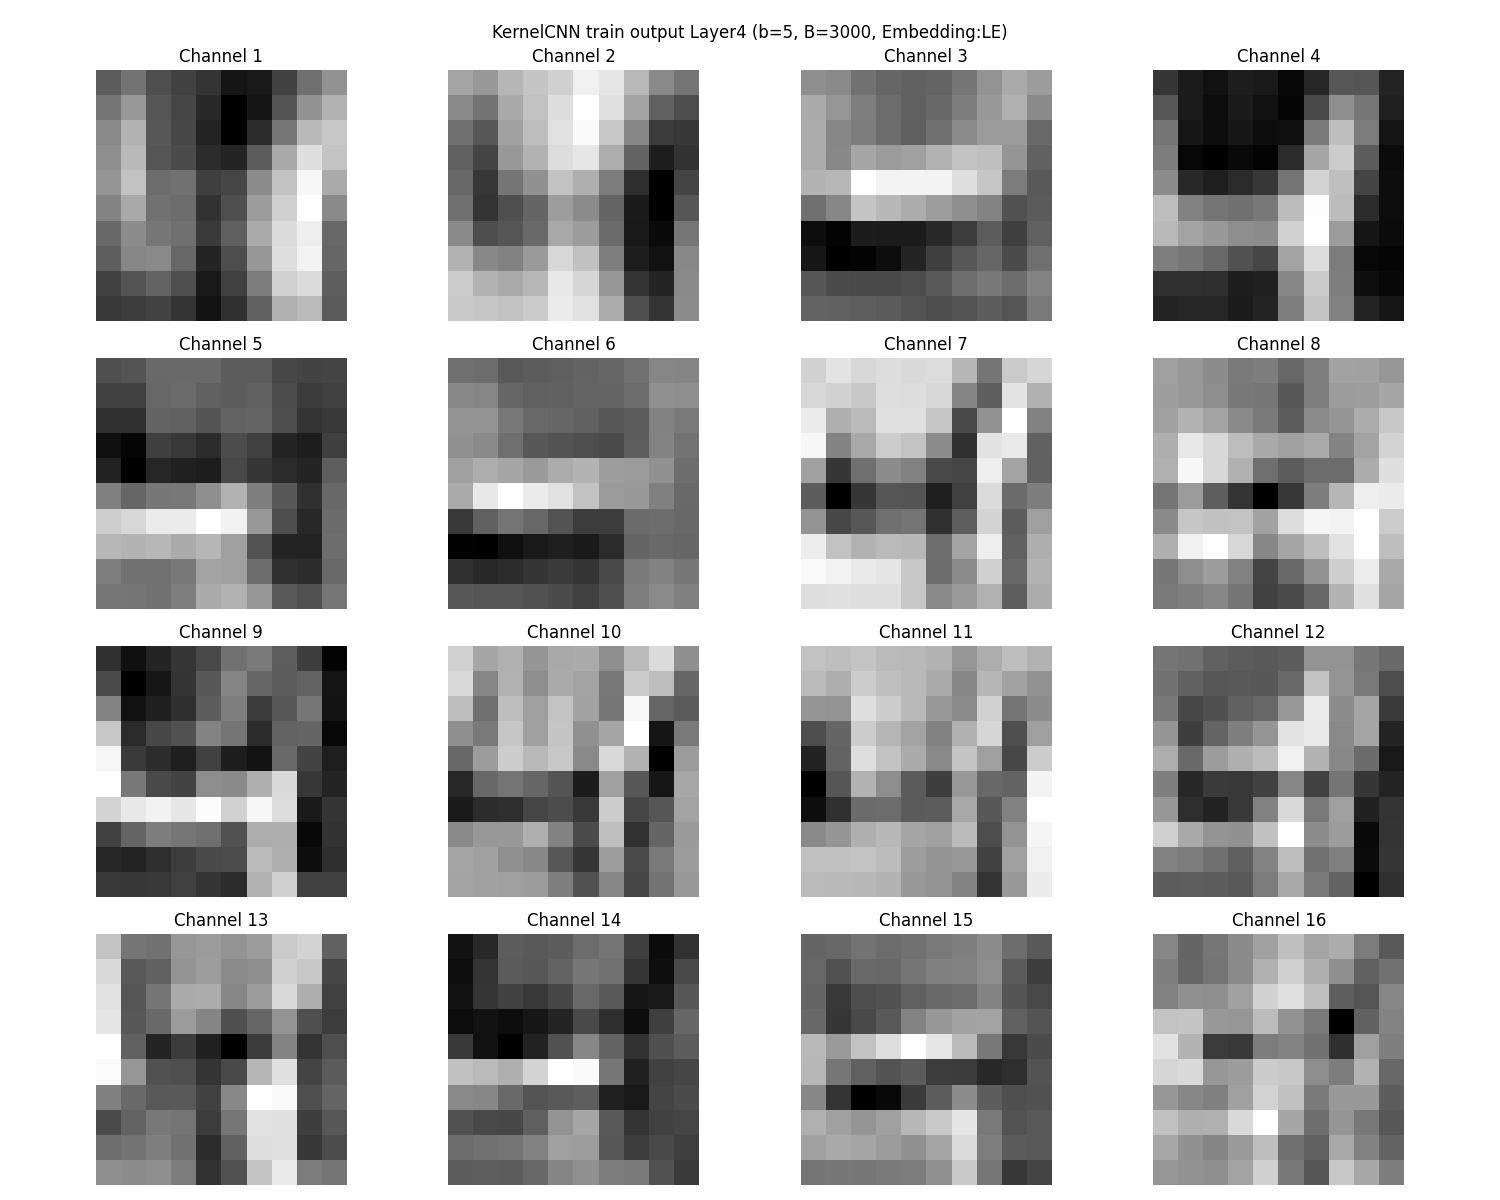 KernelCNN train output Layer4 (b=5, B=3000, Embedding:LE)
Channel 1 Channel 2 Channel 3 Channel 4
Channel 5 Channel 6 Channel 7 Channel 8
Channel 9 Channel 10 Channel 11 Channel 12
Channel 13 Channel 14 Channel 15 Channel 16